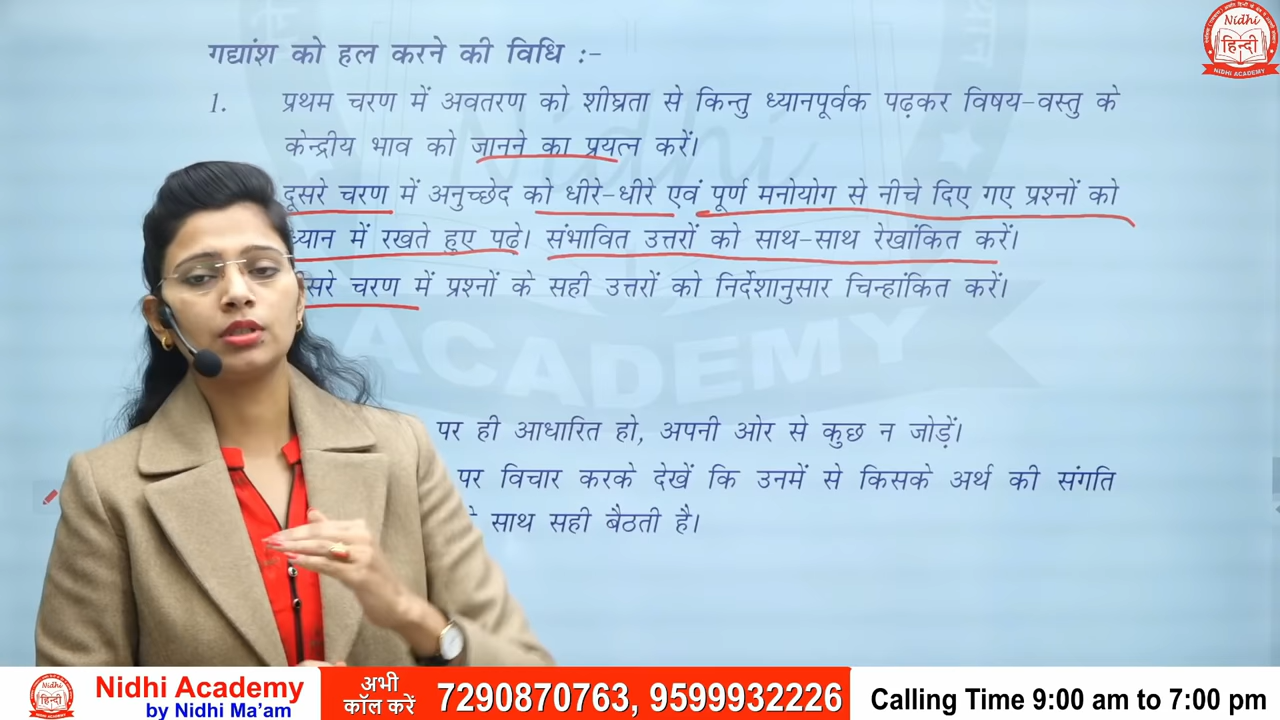 गद्यांश को हल करने की विधि :-
1. प्रथम चरण में अवतरण को शीघ्रता से किन्तु ध्यानपूर्वक पढ़कर विषय-वस्तु के
केन्द्रीय भाव को जानने का प्रयत्न करें।
दूसरे चरण में अनुच्छेद को धीरे-धीरे एवं पूर्ण मनोयोग से नीचे दिए गए प्रश्नों को
ध्यान में रखते हुए पढे। संभावित उत्तरों को साथ-साथ रेखांकित करें।
चरण में प्रश्नों के सही उत्तरों को निर्देशानुसार चिन्हांकित करें।
पर ही आधारित हो, अपनी ओर से कुछ न जोड़ें।
पर विचार करके देखें कि उनमें से किसके अर्थ की संगति
साथ सही बैठती है।
Nidhi
हिन्दी
NIDHI ACADEMY
Nidhi
ACADEMY
Nidhi
हिन्दी
Nidhi Academy
by Nidhi Ma'am
अभी
कॉल करें
7290870763, 9599932226
Calling Time 9:00 am to 7:00 pm